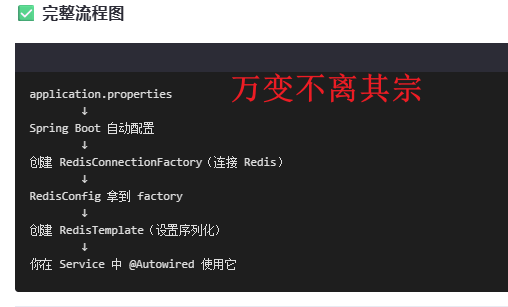 ✅ 完整流程图
万变不离其宗
application.properties
↓
Spring Boot 自动配置
↓
创建 RedisConnectionFactory（连接 Redis）
↓
RedisConfig 拿到 factory
↓
创建 RedisTemplate（设置序列化）
↓
你在 Service 中 @Autowired 使用它